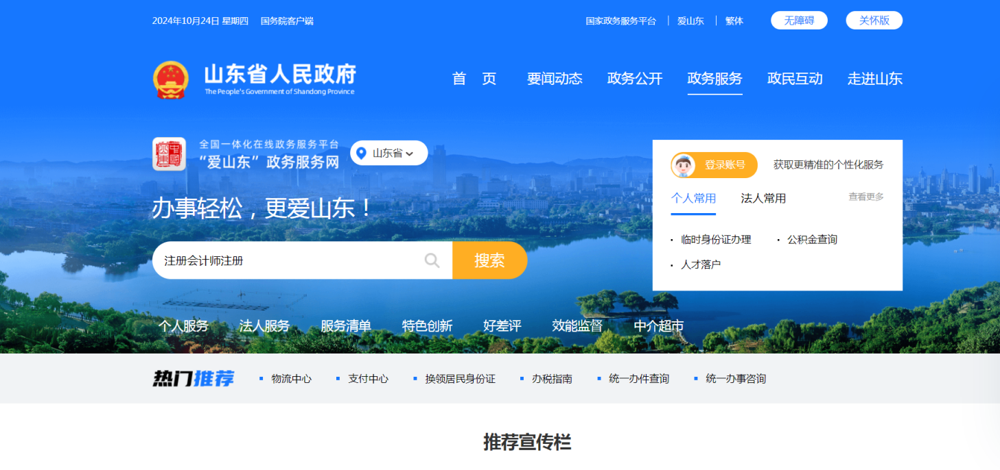 2024年10月24日 星期四 国务院客户端 国家政务服务平台 爱山东 繁体 无障碍 关怀版
山东省人民政府
The People's Government of Shandong Province
首 页 要闻动态 政务公开 政务服务 政民互动 走进山东
全国一体化在线政务服务平台
“爱山东”政务服务网
山东省
办事轻松，更爱山东！
注册会计师注册 搜索
登录账号 获取更精准的个性化服务
个人常用 法人常用 查看更多
临时身份证办理 公积金查询
人才落户
个人服务 法人服务 服务清单 特色创新 好差评 效能监督 中介超市
热门推荐 物流中心 支付中心 换领居民身份证 办税指南 统一办件查询 统一办事咨询
推荐宣传栏